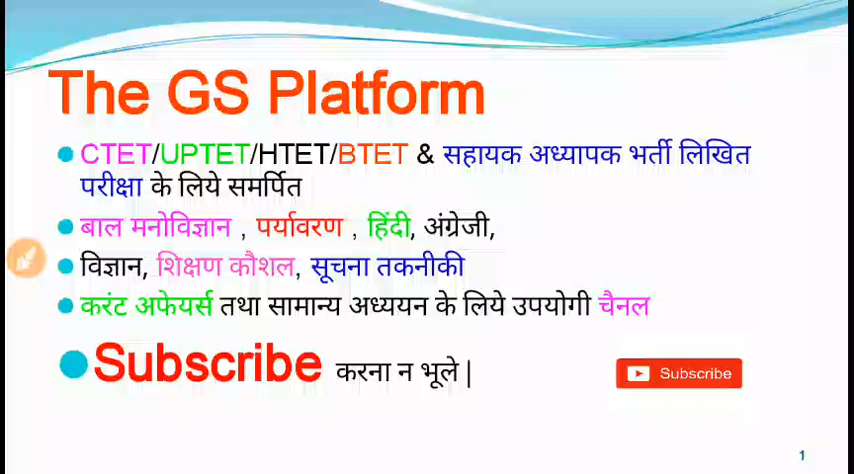 The GS Platform
CTET/UPTET/HTET/BTET & सहायक अध्यापक भर्ती लिखित
परीक्षा के लिये समर्पित
बाल मनोविज्ञान , पर्यावरण , हिंदी, अंग्रेजी,
विज्ञान, शिक्षण कौशल, सूचना तकनीकी
करंट अफेयर्स तथा सामान्य अध्ययन के लिये उपयोगी चैनल
Subscribe करना न भूले |
Subscribe
1